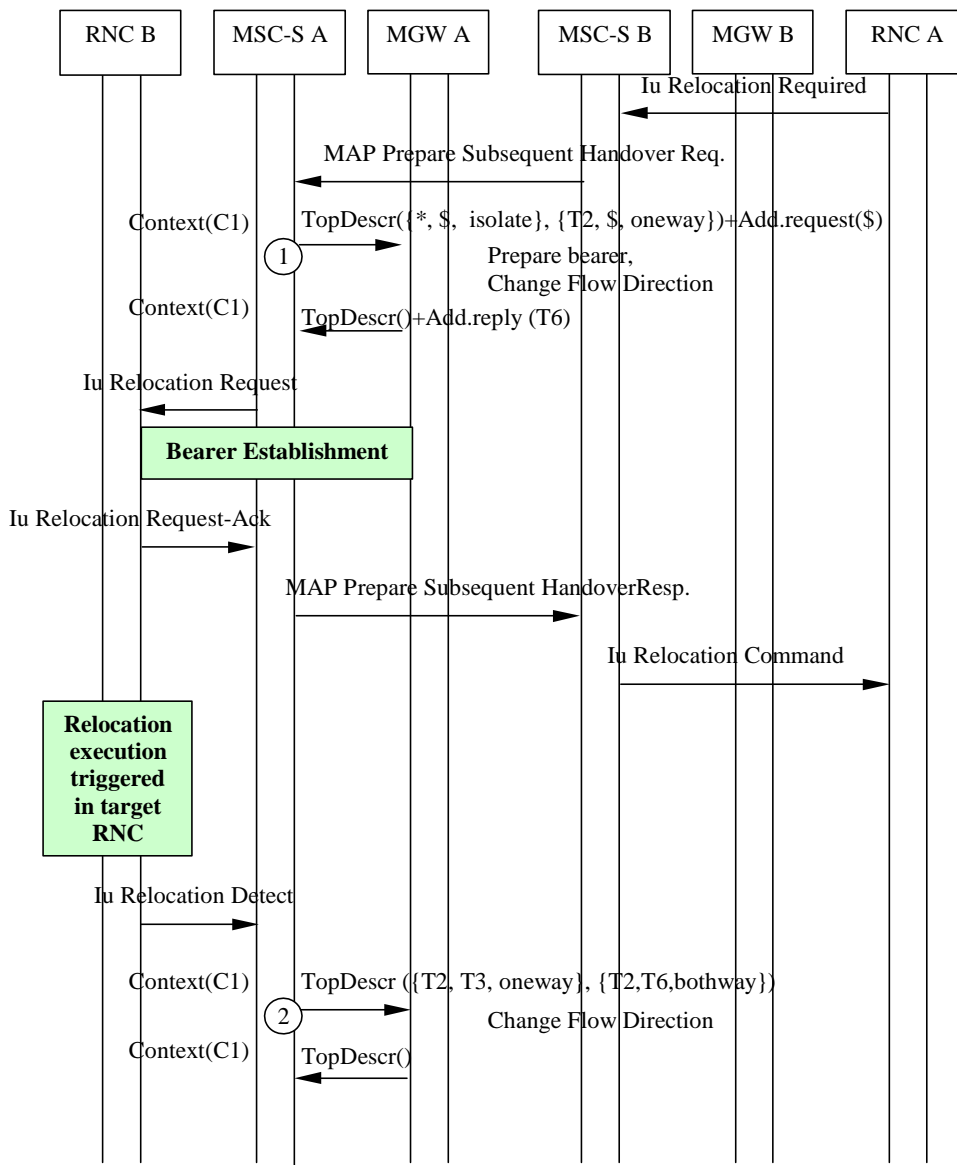 RNC B
MSC-S A
MGW A
MSC-S B
MGW B
RNC A
Iu Relocation Required
MAP Prepare Subsequent Handover Req.
Context(C1)
TopDescr({*, $, isolate}, {T2, $, oneway})+Add.request($)
1
Prepare bearer,
Change Flow Direction
Context(C1)
TopDescr()+Add.reply (T6)
Iu Relocation Request
Bearer Establishment
Iu Relocation Request-Ack
MAP Prepare Subsequent HandoverResp.
Iu Relocation Command
Relocation
execution
triggered
in target
RNC
Iu Relocation Detect
Context(C1)
TopDescr ({T2, T3, oneway}, {T2,T6,bothway})
2
Change Flow Direction
Context(C1)
TopDescr()